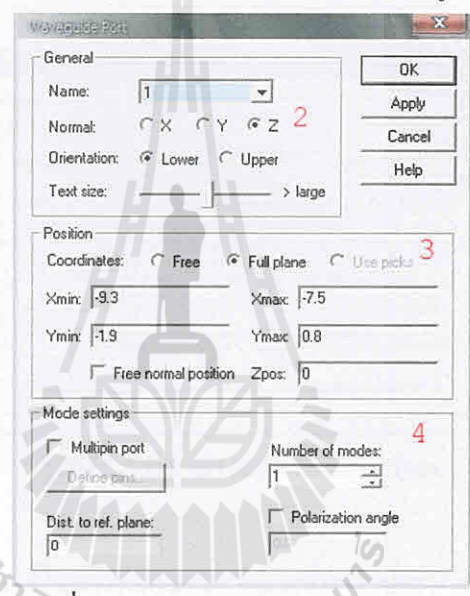 Waveguide Port
General
Name: 1
Normal: X Y Z 2
Orientation: Lower Upper
Text size: > large
OK
Apply
Cancel
Help
Position
Coordinates: Free Full plane Use picks 3
Xmin: -9.3 Xmax: -7.5
Ymin: -1.9 Ymax: 0.8
Free normal position Zpos: 0
Mode settings 4
Multipin port Number of modes:
Define pins... 1
Dist. to ref. plane: Polarization angle
0